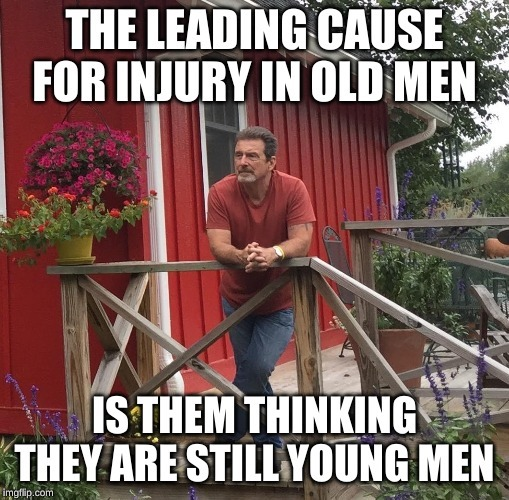 THE LEADING CAUSE
FOR INJURY IN OLD MEN
IS THEM THINKING
THEY ARE STILL YOUNG MEN
imgflip.com